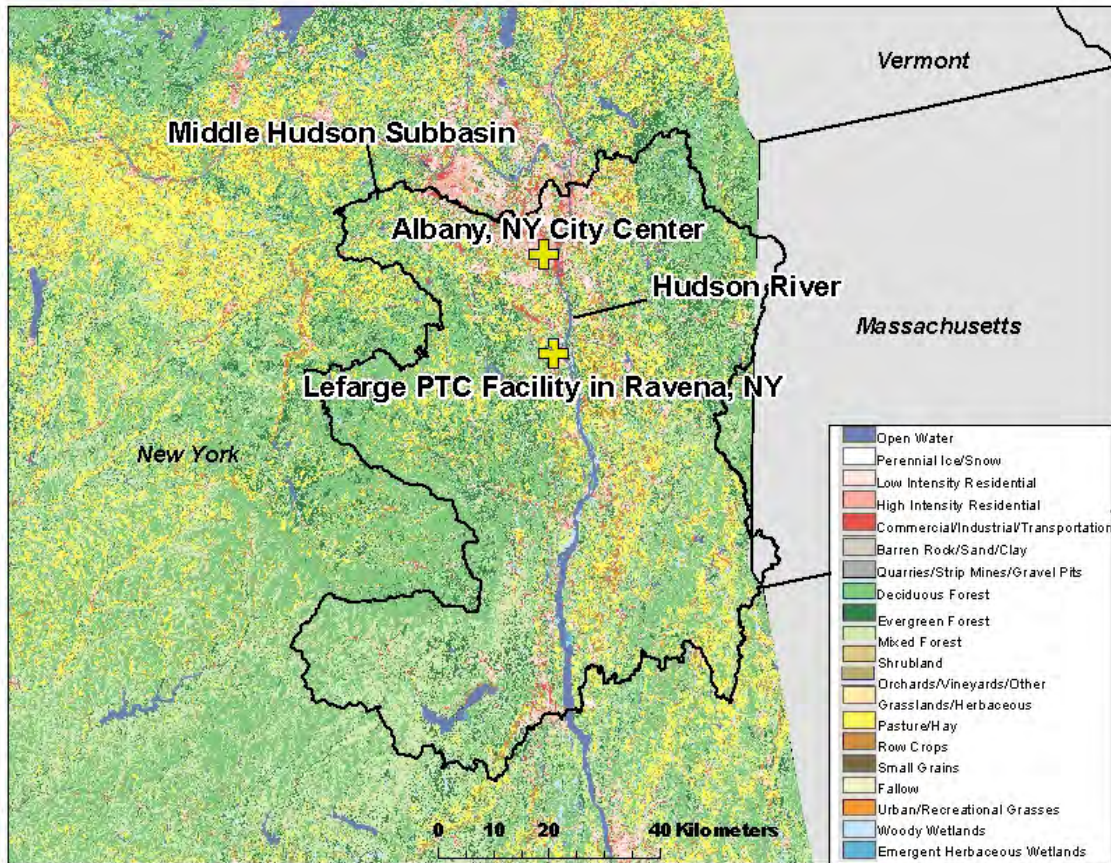 Vermont
Middle Hudson Subbasin
Albany, NY City Center
Hudson River
Massachusetts
Lefarge PTC Facility in Ravena, NY
New York
Open Water
Perennial Ice/Snow
Low Intensity Residential
High Intensity Residential
Commercial/Industrial/Transportation
Barren Rock/Sand/Clay
Quarries/Strip Mines/Gravel Pits
Deciduous Forest
Evergreen Forest
Mixed Forest
Shrubland
Orchards/Vineyards/Other
Grasslands/Herbaceous
Pasture/Hay
Row Crops
Small Grains
Fallow
Urban/Recreational Grasses
Woody Wetlands
Emergent Herbaceous Wetlands
0 10 20 40 Kilometers